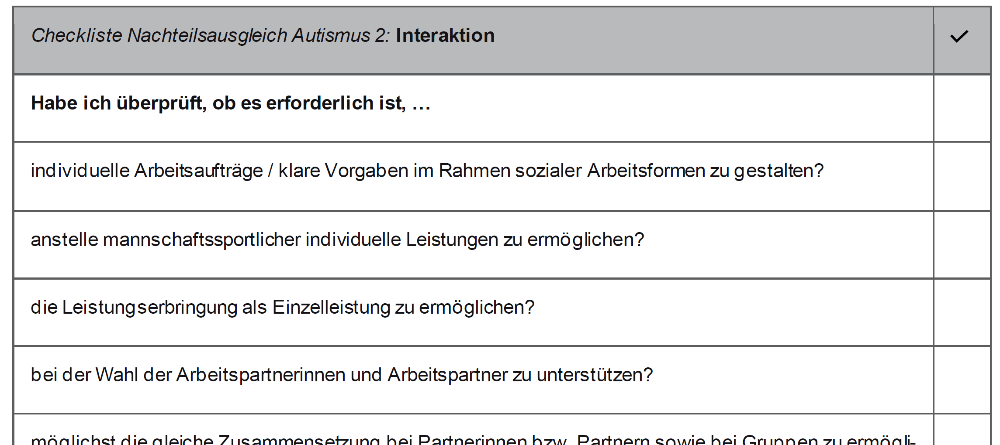 Checkliste Nachteilsausgleich Autismus 2: Interaktion ✓
Habe ich überprüft, ob es erforderlich ist, …
individuelle Arbeitsaufträge / klare Vorgaben im Rahmen sozialer Arbeitsformen zu gestalten?
anstelle mannschaftssportlicher individuelle Leistungen zu ermöglichen?
die Leistungserbringung als Einzelleistung zu ermöglichen?
bei der Wahl der Arbeitspartnerinnen und Arbeitspartner zu unterstützen?
möglichst die gleiche Zusammensetzung bei Partnerinnen bzw. Partnern sowie bei Gruppen zu ermögli-